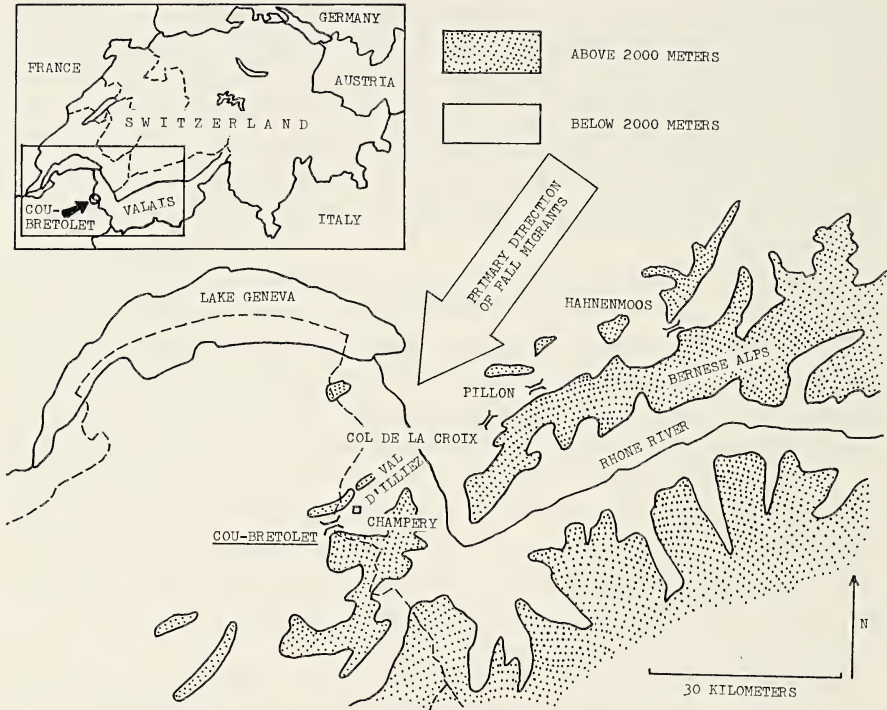 GERMANY
FRANCE
AUSTRIA
S W I T Z E R L A N D
COU-
BRETOLET
VALAIS
ITALY
ABOVE 2000 METERS
BELOW 2000 METERS
PRIMARY DIRECTION
OF FALL MIGRANTS
LAKE GENEVA
HAHNENMOOS
BERNESE ALPS
PILLON
COL DE LA CROIX
RHONE RIVER
VAL
D'ILLIEZ
CHAMPERY
COU-BRETOLET
N
30 KILOMETERS